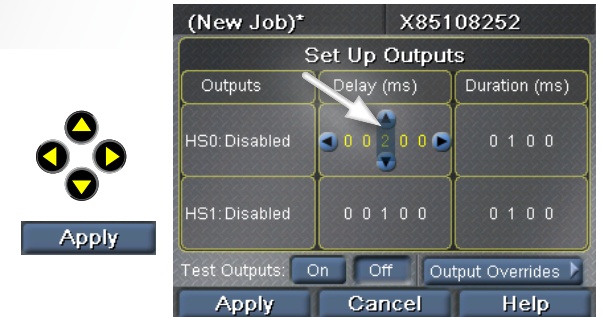 (New Job)* X85108252
Set Up Outputs
Outputs Delay (ms) Duration (ms)
HS0: Disabled 0 0 2 0 0 0 1 0 0
HS1: Disabled 0 0 1 0 0 0 1 0 0
Test Outputs: On Off Output Overrides
Apply Cancel Help
Apply